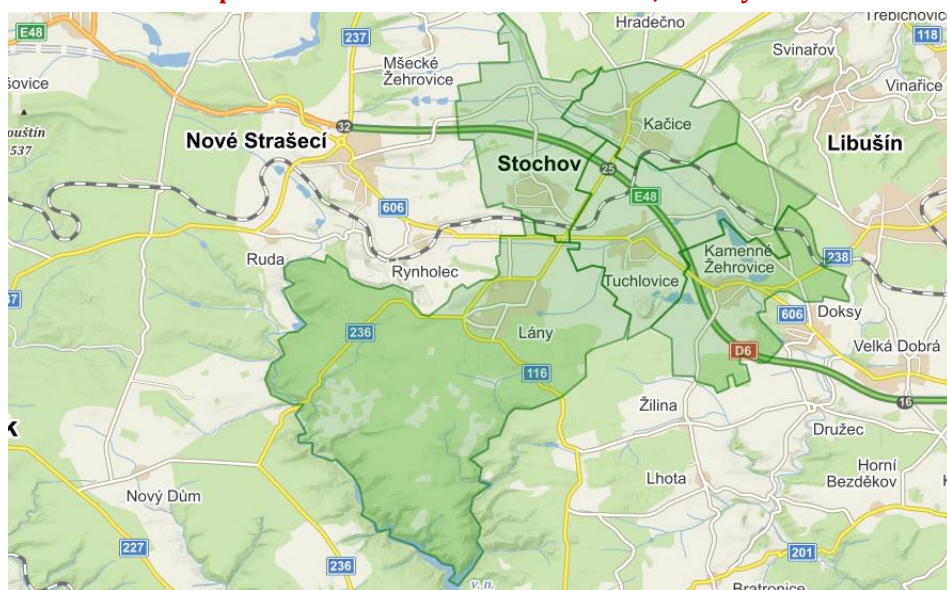 Hradečno
Třebichovice
E48
237
118
Mšecké
Žehrovice
Svinařov
Vinařice
šovice
ouštín
537
32
Nové Strašecí
Kačice
Libušín
Stochov
25
E48
606
Ruda
Rynholec
Kamenné
Žehrovice
238
Tuchlovice
606
Doksy
236
Lány
Velká Dobrá
D6
116
16
Žilina
Družec
k
Nový Dům
Lhota
Horní
Bezděkov
227
236
201
v. n.
Bratronice